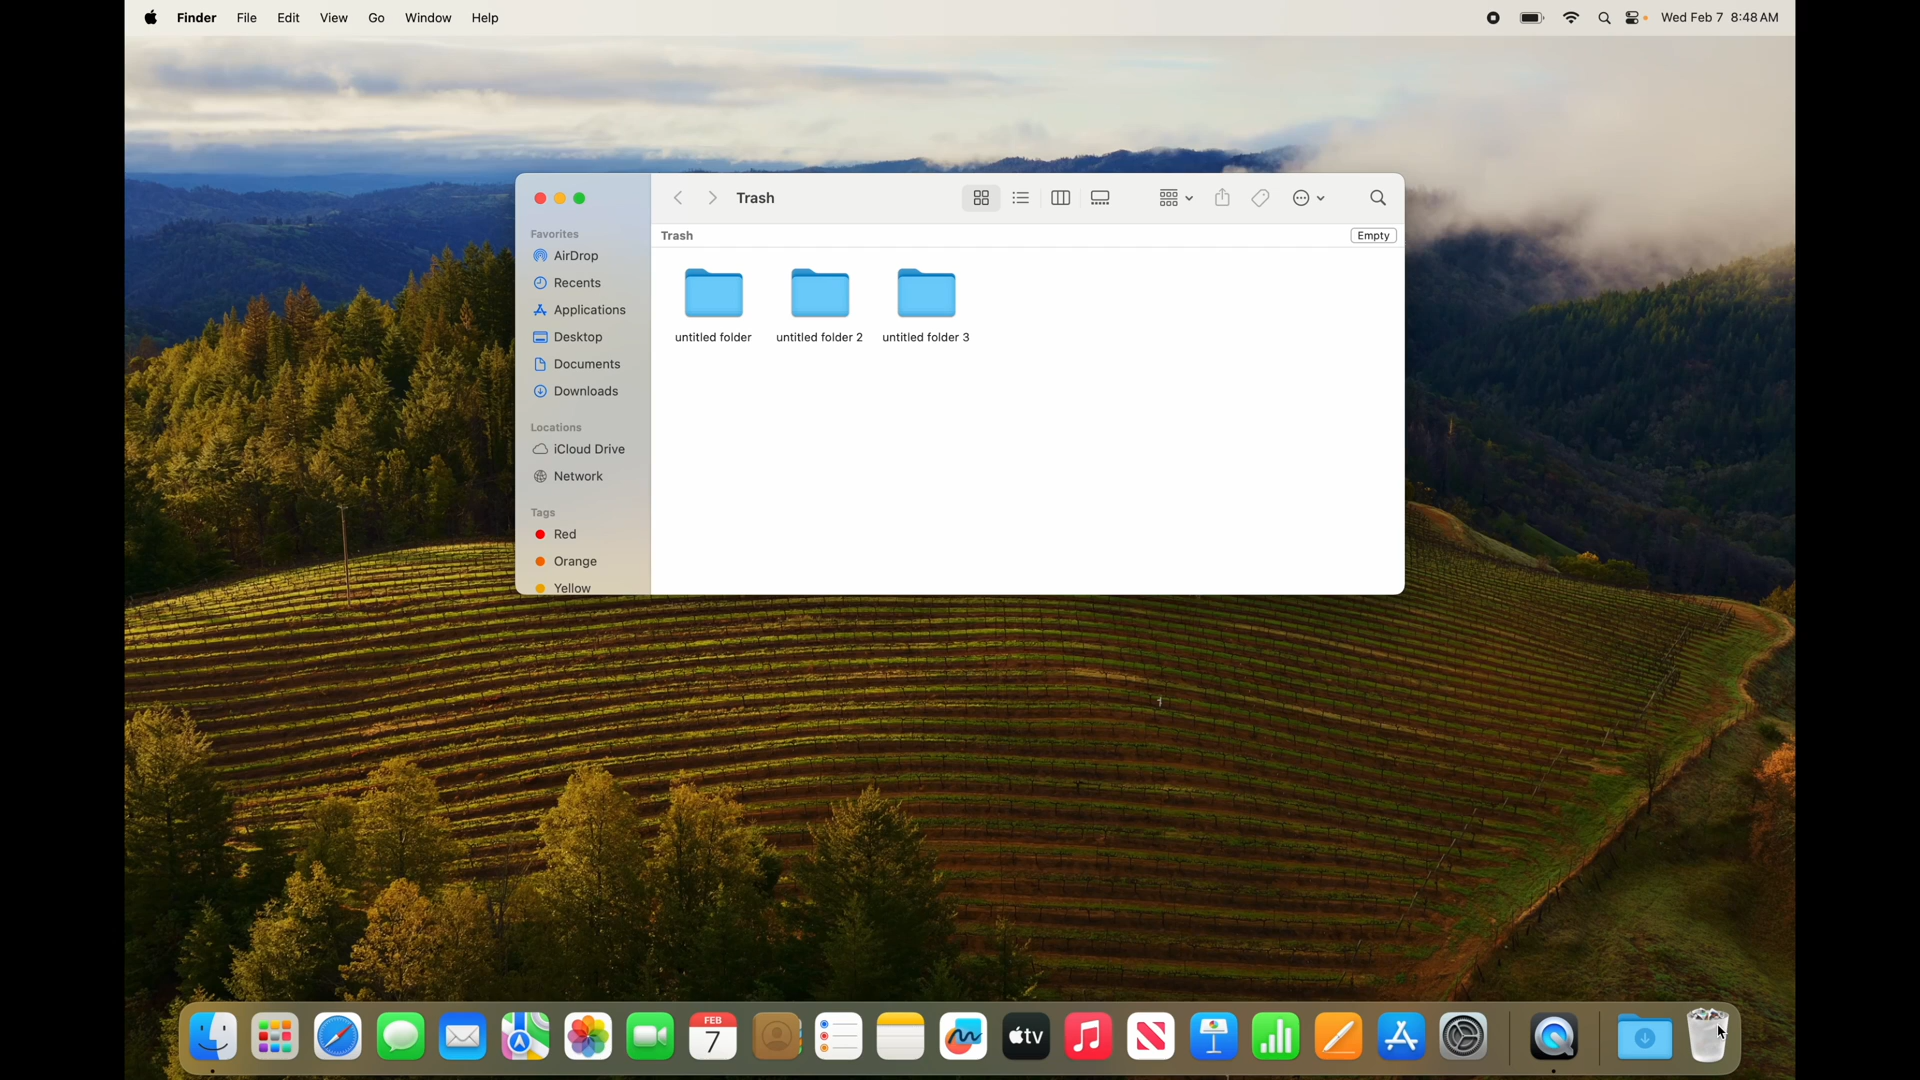 Finder File Edit View Go Window Help Wed Feb 7 8:48 AM
Trash
Favorites
Trash Empty
AirDrop
Recents
Applications
Desktop
Documents
Downloads
untitled folder untitled folder 2 untitled folder 3
Locations
iCloud Drive
Network
Tags
Red
Orange
Yellow
FEB
7
tv